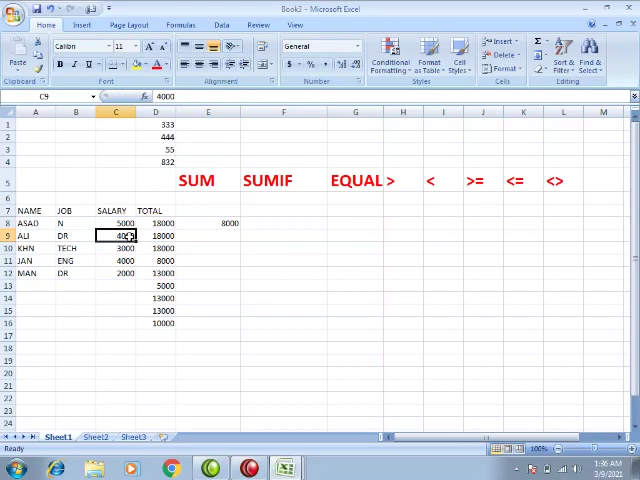 Book3 - Microsoft Excel
Home Insert Page Layout Formulas Data Review View
Paste Clipboard
Calibri 11 A A
B I U A Font
Alignment
General
$ % , Number
Conditional Formatting Format as Table Cell Styles
Styles
Insert Delete Format Cells
Sort & Filter Find & Select
Editing
C9 fx 4000
A B C D E F G H I J K L M
1 333
2 444
3 55
4 832
5 SUM SUMIF EQUAL > < >= <= <>
6
7 NAME JOB SALARY TOTAL
8 ASAD N 5000 18000 8000
9 ALI DR 18000
10 KHN TECH 3000 18000
11 JAN ENG 4000 8000
12 MAN DR 2000 13000
13 5000
14 13000
15 13000
16 10000
17
18
19
20
21
22
23
24
Sheet1 Sheet2 Sheet3
Ready 100%
1:36 AM
3/9/2021